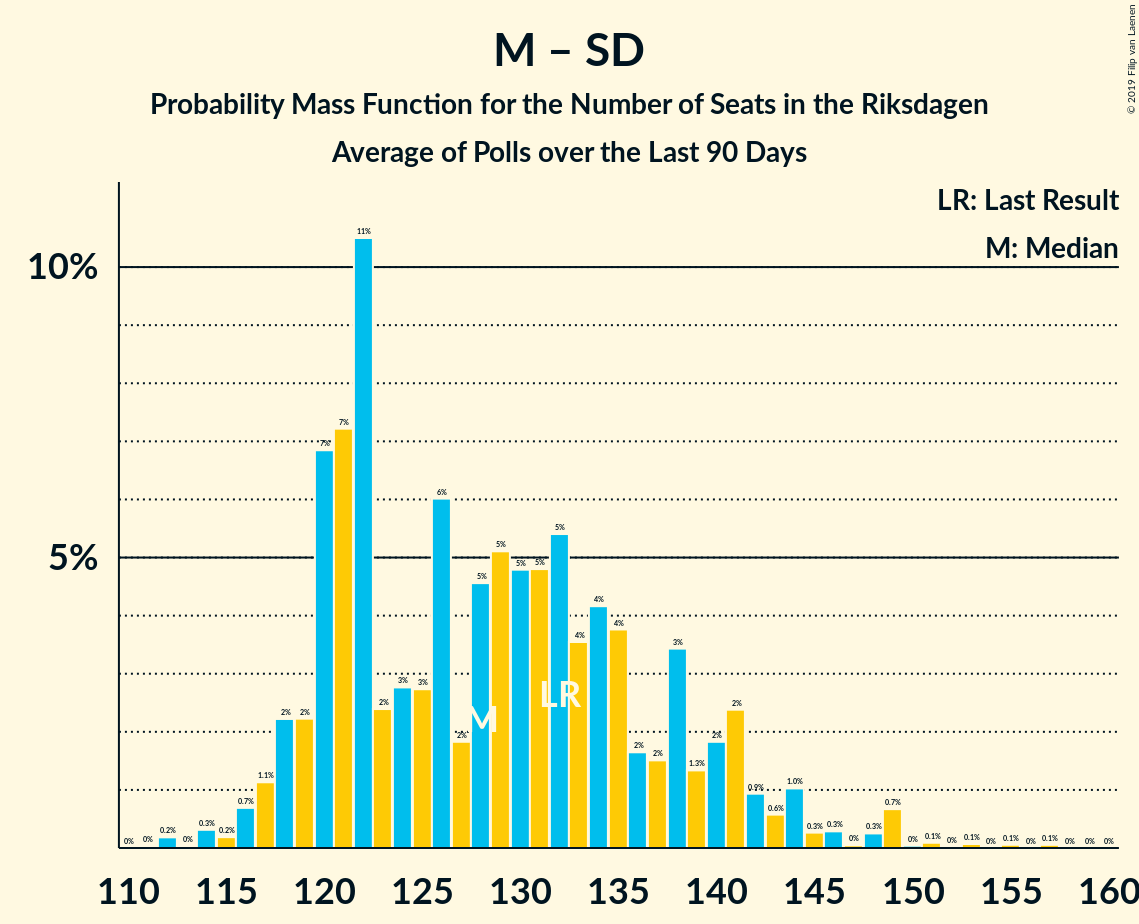 © 2019 Filip van Laenen
M – SD
Probability Mass Function for the Number of Seats in the Riksdagen
Average of Polls over the Last 90 Days
LR: Last Result
M: Median
10%
5%
0% 0% 0.2% 0% 0.3% 0.2% 0.7% 1.1% 2% 2% 7% 7% 11% 2% 3% 3% 6% 2% 5% 5% 5% 5% 5% 4% 4% 4% 2% 2% 3% 1.3% 2% 2% 0.9% 0.6% 1.0% 0.3% 0.3% 0% 0.3% 0.7% 0% 0.1% 0% 0.1% 0% 0.1% 0% 0.1% 0% 0% 0%
LR
M
110 115 120 125 130 135 140 145 150 155 160